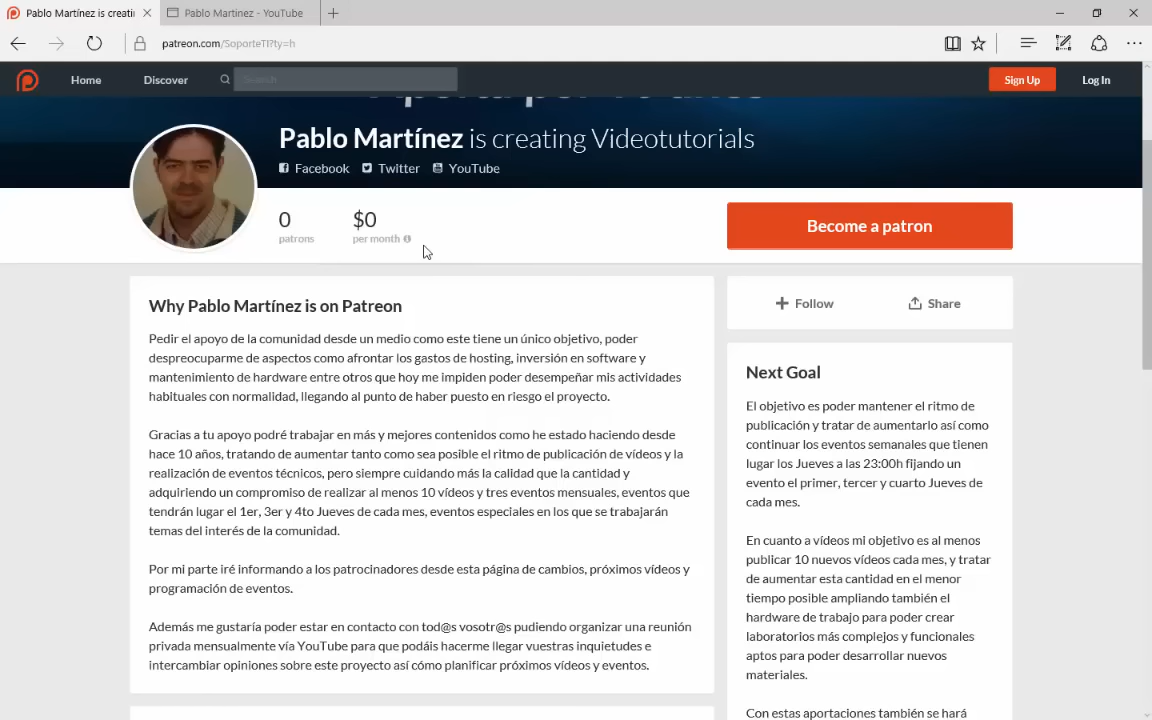 Pablo Martínez is creati
Pablo Martinez - YouTube
patreon.com/SoporteTI?ty=h
Home
Discover
Search
Sign Up
Log In
Pablo Martínez is creating Videotutorials
Facebook
Twitter
YouTube
0
patrons
$0
per month
Become a patron
Why Pablo Martínez is on Patreon
Pedir el apoyo de la comunidad desde un medio como este tiene un único objetivo, poder
despreocuparme de aspectos como afrontar los gastos de hosting, inversión en software y
mantenimiento de hardware entre otros que hoy me impiden poder desempeñar mis actividades
habituales con normalidad, llegando al punto de haber puesto en riesgo el proyecto.
Gracias a tu apoyo podré trabajar en más y mejores contenidos como he estado haciendo desde
hace 10 años, tratando de aumentar tanto como sea posible el ritmo de publicación de vídeos y la
realización de eventos técnicos, pero siempre cuidando más la calidad que la cantidad y
adquiriendo un compromiso de realizar al menos 10 vídeos y tres eventos mensuales, eventos que
tendrán lugar el 1er, 3er y 4to Jueves de cada mes, eventos especiales en los que se trabajarán
temas del interés de la comunidad.
Por mi parte iré informando a los patrocinadores desde esta página de cambios, próximos vídeos y
programación de eventos.
Además me gustaría poder estar en contacto con tod@s vosotr@s pudiendo organizar una reunión
privada mensualmente vía YouTube para que podáis hacerme llegar vuestras inquietudes e
intercambiar opiniones sobre este proyecto así cómo planificar próximos vídeos y eventos.
Follow
Share
Next Goal
El objetivo es poder mantener el ritmo de
publicación y tratar de aumentarlo así como
continuar los eventos semanales que tienen
lugar los Jueves a las 23:00h fijando un
evento el primer, tercer y cuarto Jueves de
cada mes.
En cuanto a vídeos mi objetivo es al menos
publicar 10 nuevos vídeos cada mes, y tratar
de aumentar esta cantidad en el menor
tiempo posible ampliando también el
hardware de trabajo para poder crear
laboratorios más complejos y funcionales
aptos para poder desarrollar nuevos
materiales.
Con estas aportaciones también se hará